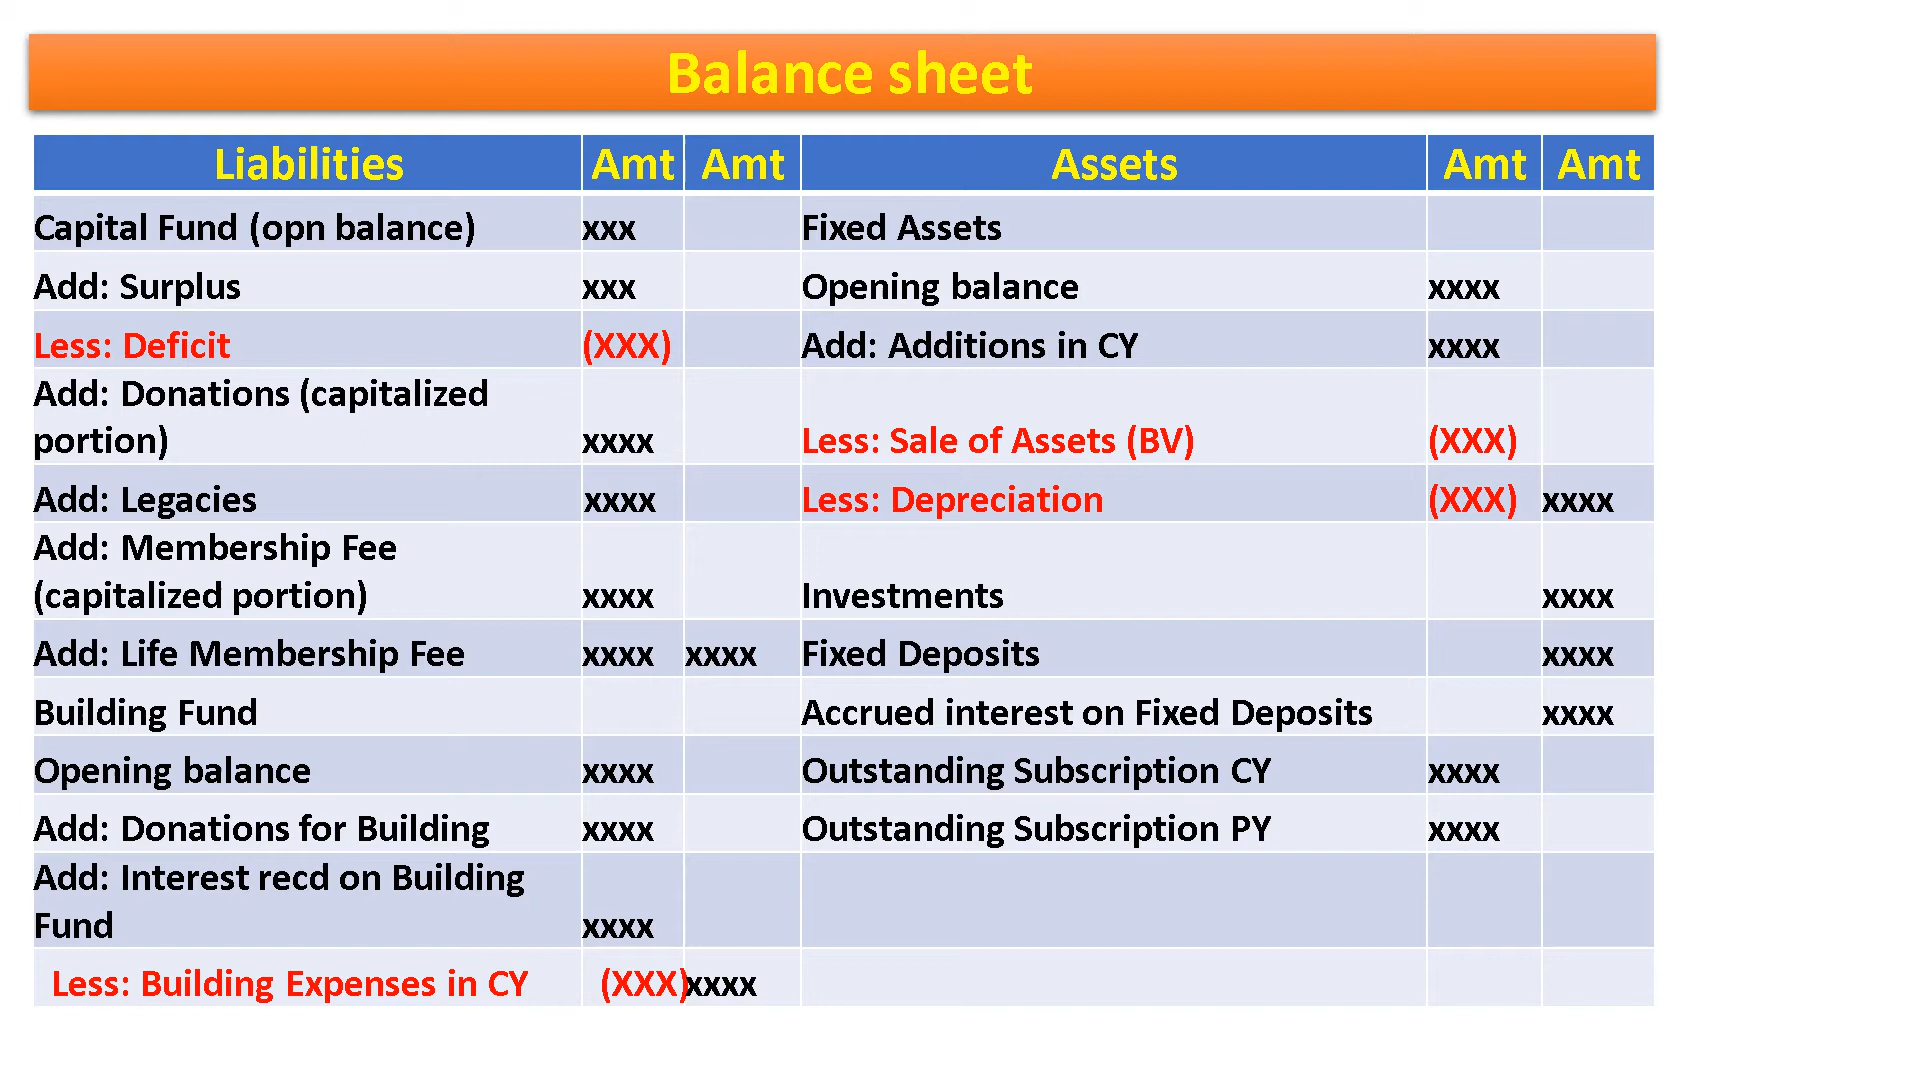 Balance sheet
Liabilities Amt Amt Assets Amt Amt
Capital Fund (opn balance) xxx Fixed Assets
Add: Surplus xxx Opening balance xxxx
Less: Deficit (XXX) Add: Additions in CY xxxx
Add: Donations (capitalized
portion) xxxx Less: Sale of Assets (BV) (XXX)
Add: Legacies xxxx Less: Depreciation (XXX) xxxx
Add: Membership Fee
(capitalized portion) xxxx Investments xxxx
Add: Life Membership Fee xxxx xxxx Fixed Deposits xxxx
Building Fund Accrued interest on Fixed Deposits xxxx
Opening balance xxxx Outstanding Subscription CY xxxx
Add: Donations for Building xxxx Outstanding Subscription PY xxxx
Add: Interest recd on Building
Fund xxxx
Less: Building Expenses in CY (XXX) xxxx